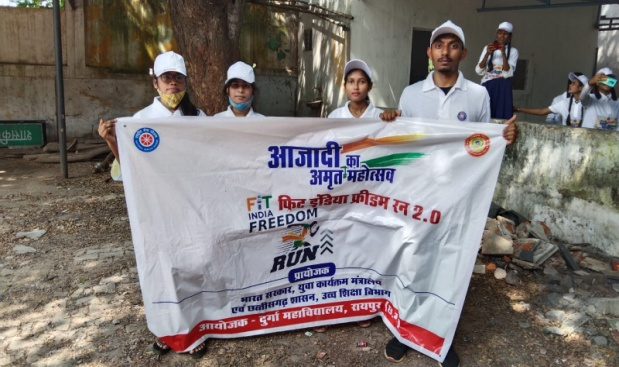 आजादी का
अमृत महोत्सव
FiT
INDIA
FREEDOM
RUN
फिट इंडिया फ्रीडम रन 2.0
प्रायोजक
भारत सरकार, युवा कार्यक्रम मंत्रालय
एवं छत्तीसगढ़ शासन, उच्च शिक्षा विभाग
आयोजक - दुर्गा महाविद्यालय, रायपुर
शासकीय